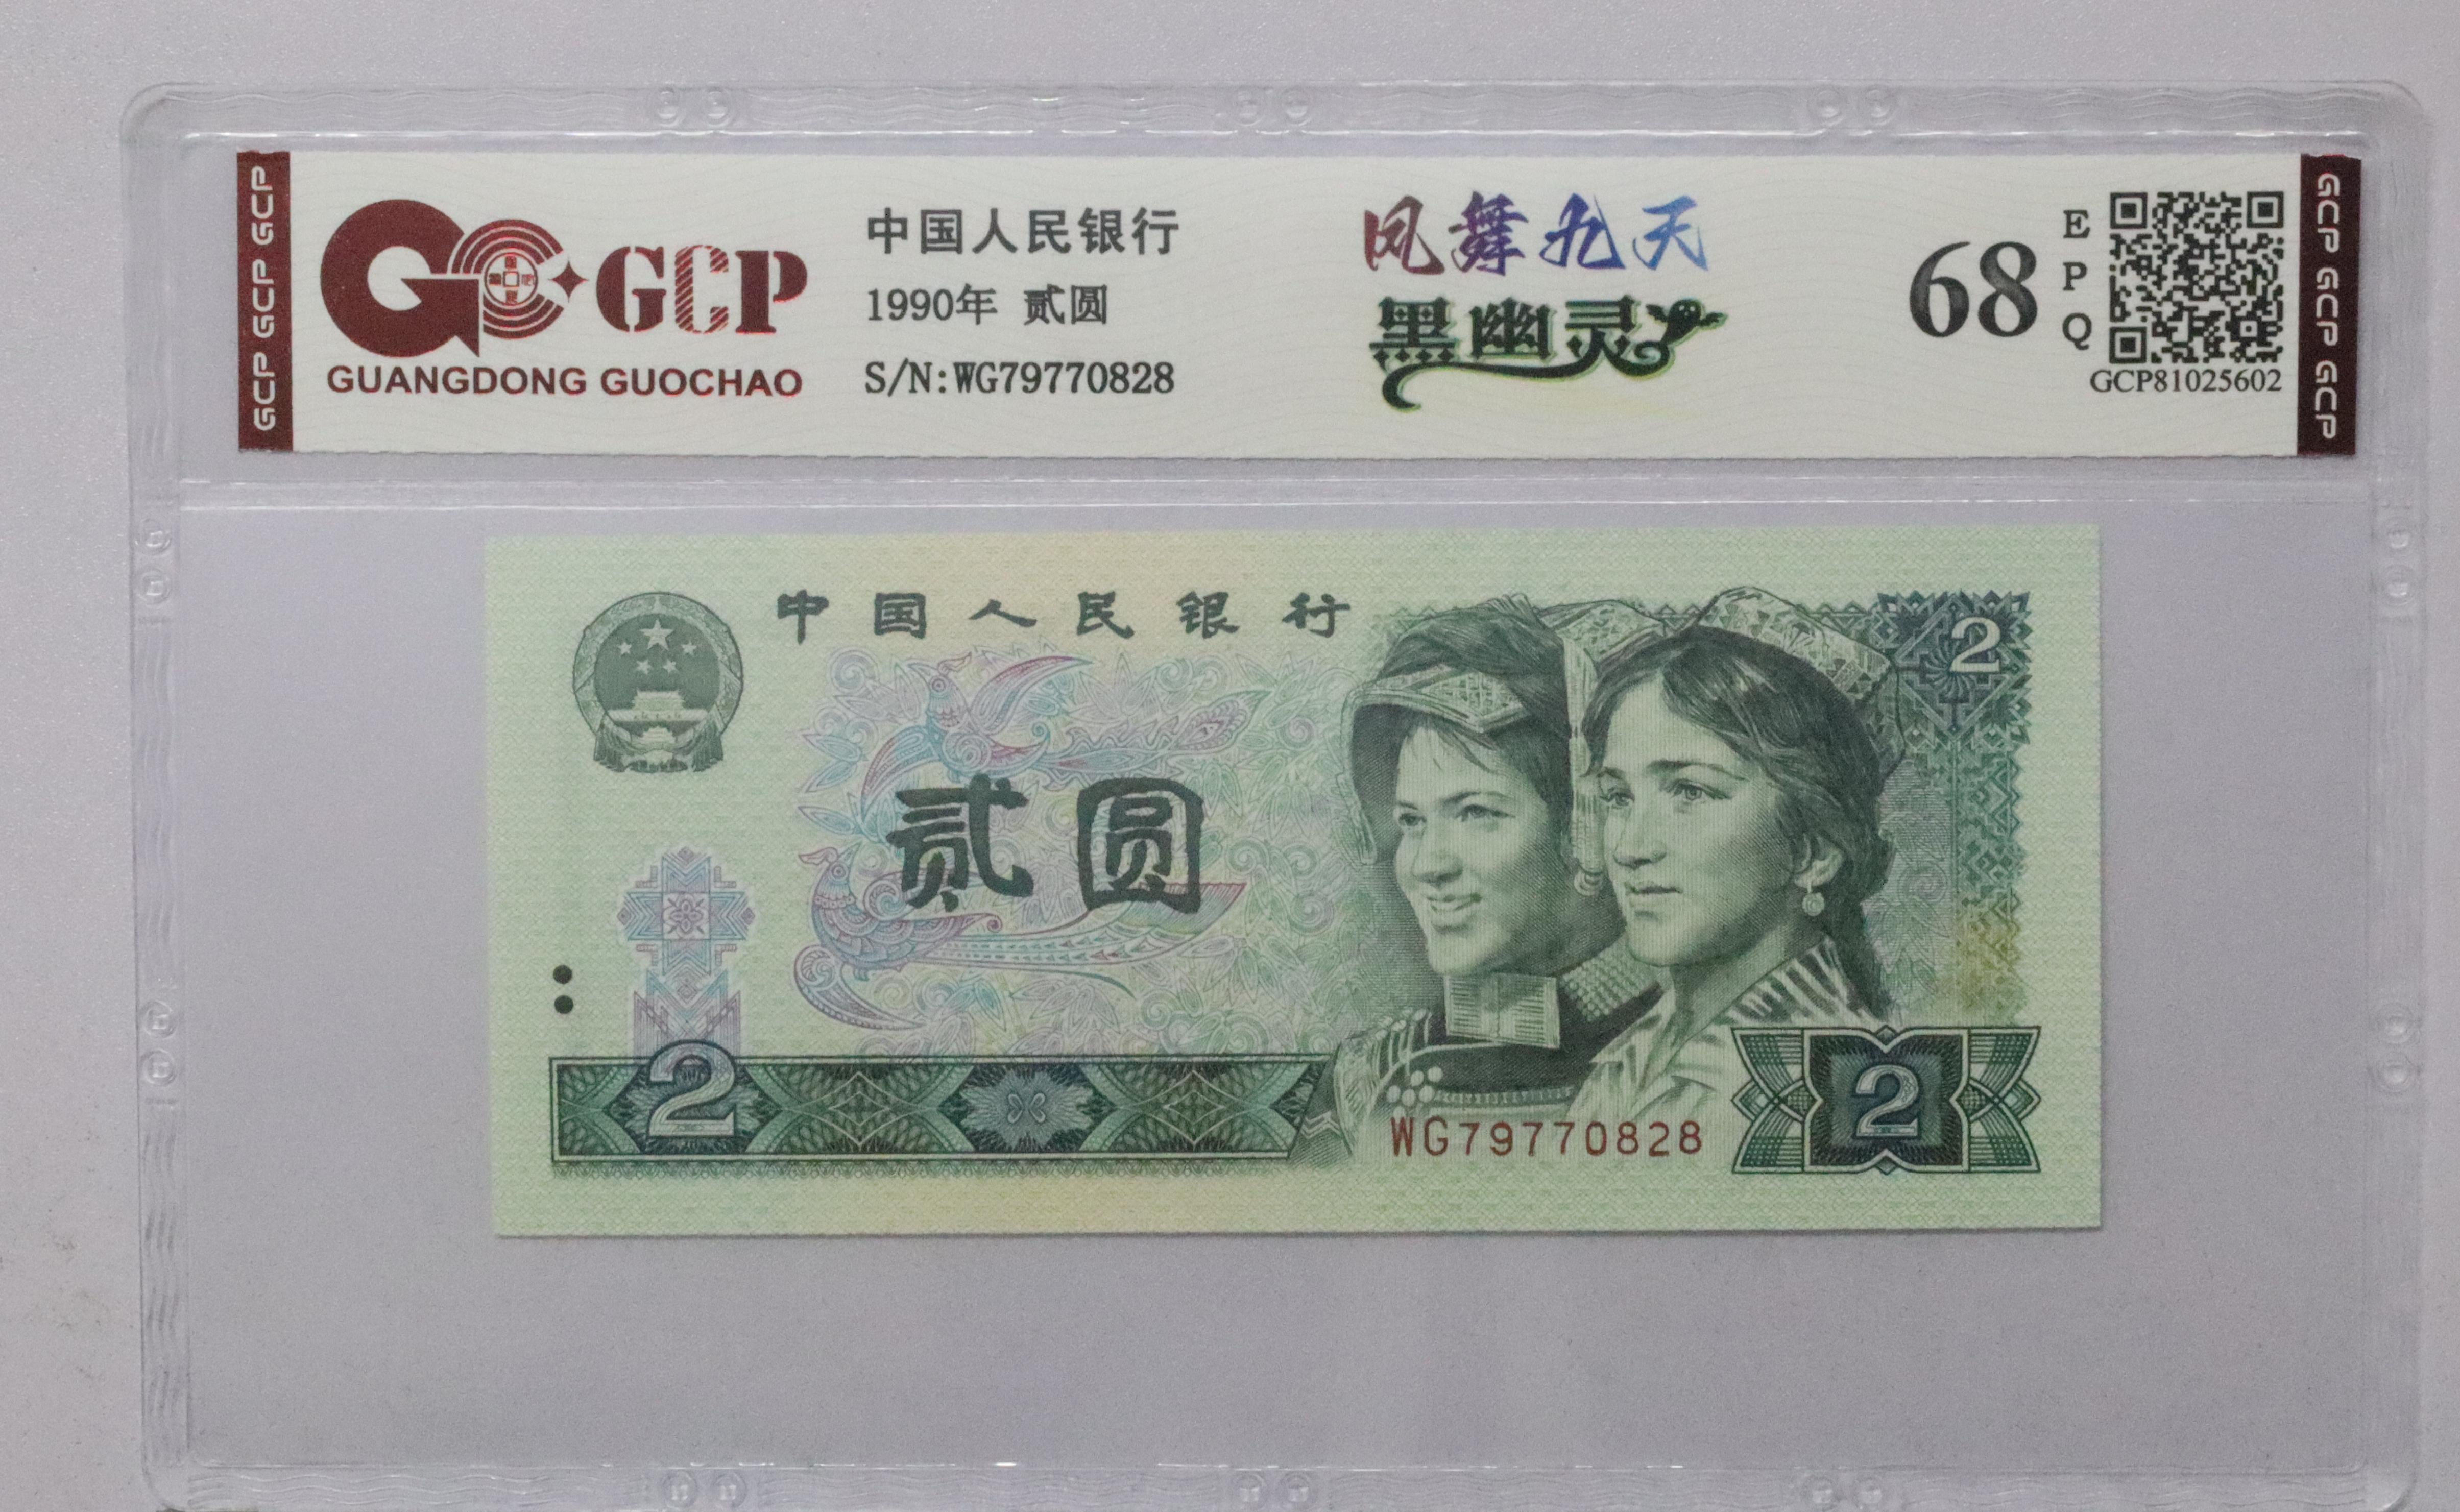 GCP GCP GCP
GCP
GUANGDONG GUOCHAO
中国人民银行
1990年 贰圆
S/N:WG79770828
凤舞九天
黑幽灵
68
E
P
Q
GCP81025602
GCP GCP GCP
中国人民银行
2
贰圆
2
WG79770828
2